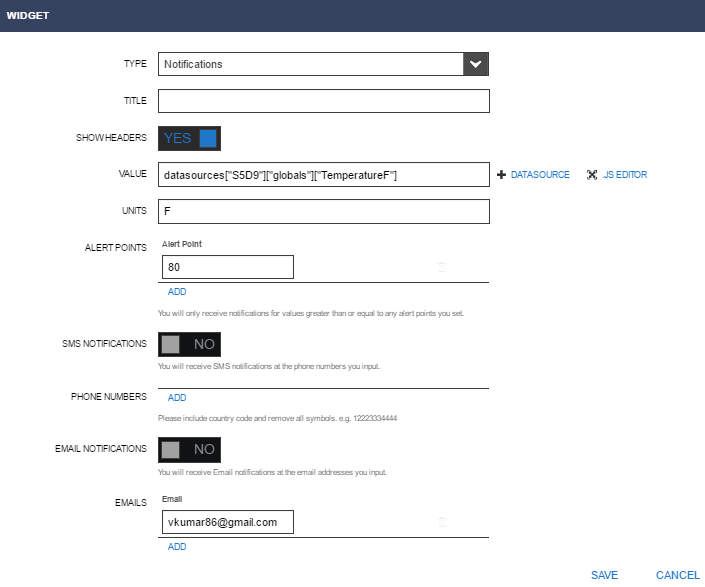 WIDGET
TYPE Notifications
TITLE
SHOW HEADERS YES
VALUE datasources["S5D9"]["globals"]["TemperatureF"] DATASOURCE .JS EDITOR
UNITS F
ALERT POINTS Alert Point
80
ADD
You will only receive notifications for values greater than or equal to any alert points you set.
SMS NOTIFICATIONS NO
You will receive SMS notifications at the phone numbers you input.
PHONE NUMBERS ADD
Please include country code and remove all symbols. e.g. 12223334444
EMAIL NOTIFICATIONS NO
You will receive Email notifications at the email addresses you input.
EMAILS Email
vkumar86@gmail.com
ADD
SAVE CANCEL